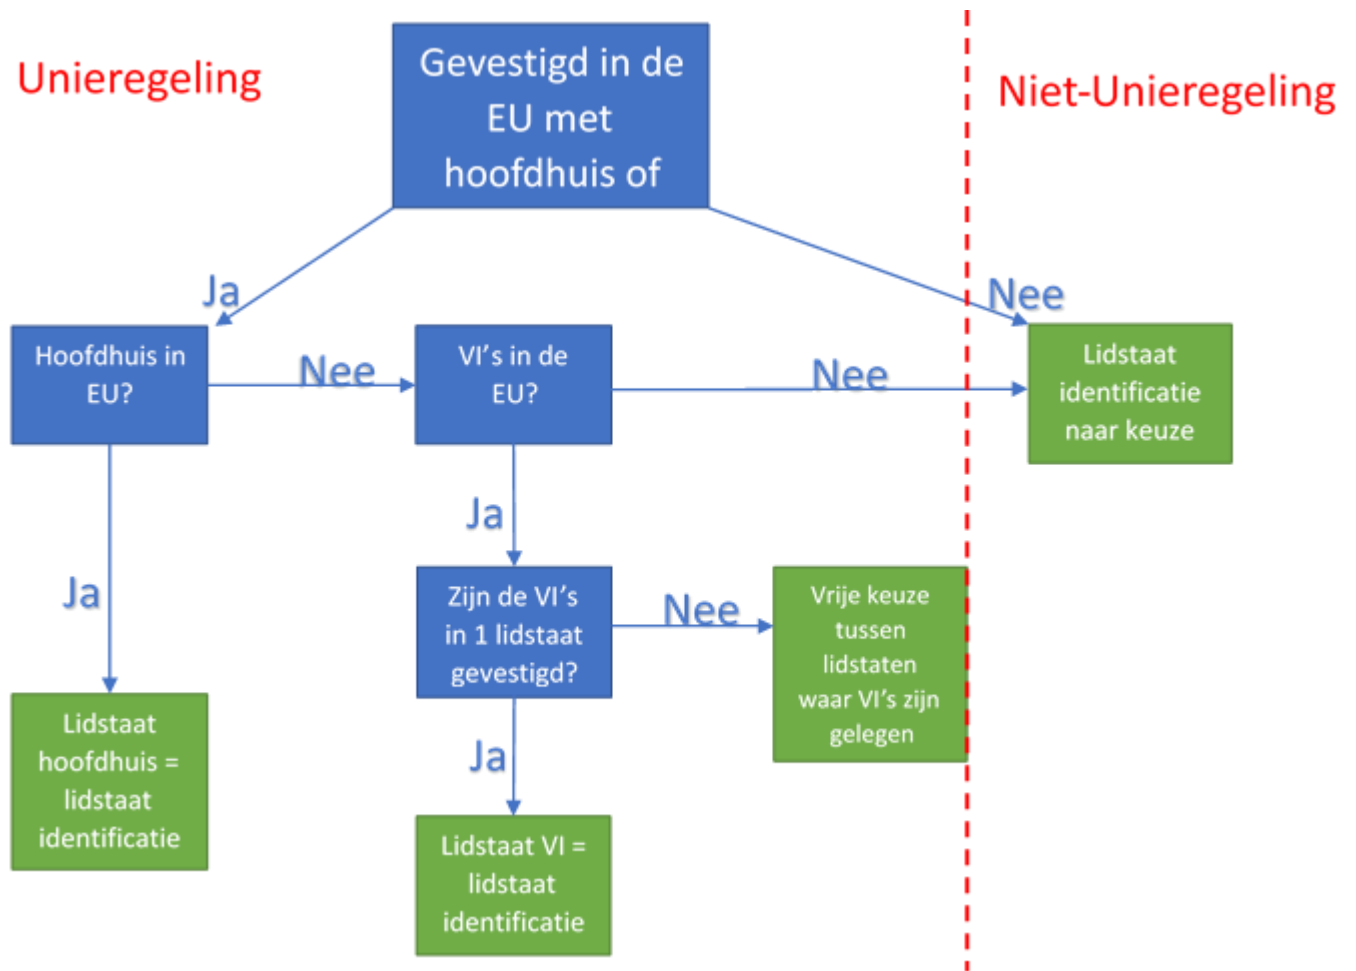 Unieregeling
Gevestigd in de
EU met
hoofdhuis of
Niet-Unieregeling
Ja
Nee
Hoofdhuis in
EU?
Nee
VI's in de
EU?
Nee
Lidstaat
identificatie
naar keuze
Ja
Ja
Zijn de VI's
in 1 lidstaat
gevestigd?
Nee
Vrije keuze
tussen
lidstaten
waar VI's zijn
gelegen
Lidstaat
hoofdhuis =
lidstaat
identificatie
Ja
Lidstaat VI =
lidstaat
identificatie